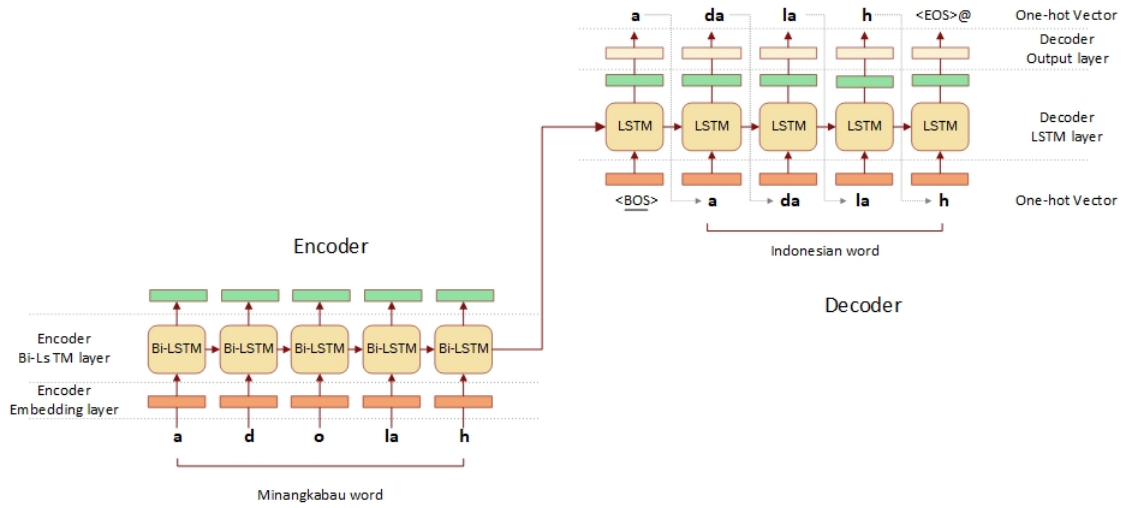 a da la h <EOS>@ One-hot Vector
Decoder
Output layer
LSTM LSTM LSTM LSTM LSTM
Decoder
LSTM layer
<BOS> a da la h One-hot Vector
Indonesian word
Encoder
Decoder
Encoder
Bi-LsTM layer
Bi-LSTM Bi-LSTM Bi-LSTM Bi-LSTM Bi-LSTM
Encoder
Embedding layer
a d o la h
Minangkabau word